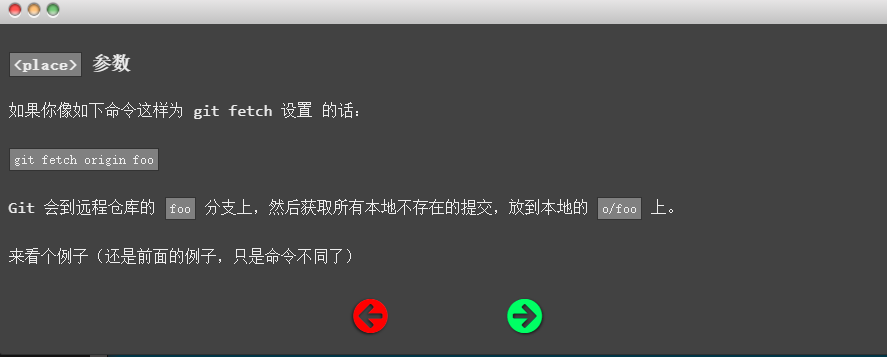 <place> 参数
如果你像如下命令这样为 git fetch 设置 的话：
git fetch origin foo
Git 会到远程仓库的 foo 分支上，然后获取所有本地不存在的提交，放到本地的 o/foo 上。
来看个例子（还是前面的例子，只是命令不同了）